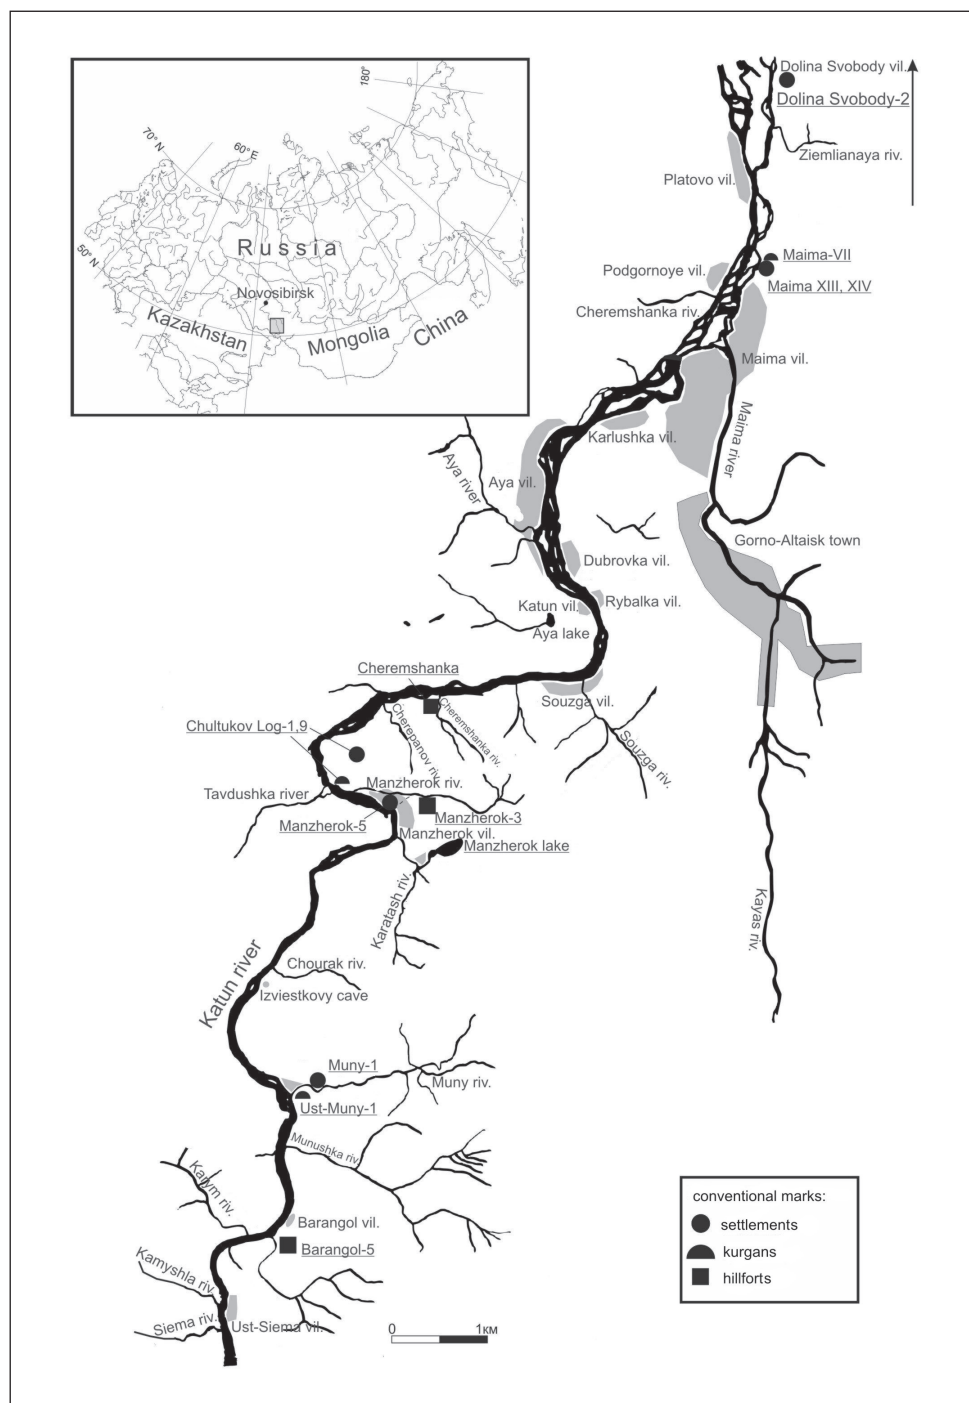 180°
70° N
60° E
50° N
Russia
Novosibirsk
Kazakhstan
Mongolia
China
Dolina Svobody vil.
Dolina Svobody-2
Ziemlianaya riv.
Platovo vil.
Maima-VII
Podgornoye vil.
Maima XIII, XIV
Cheremshanka riv.
Maima vil.
Karlushka vil.
Maima river
Aya river
Aya vil.
Gorno-Altaisk town
Dubrovka vil.
Katun vil.
Rybalka vil.
Aya lake
Cheremshanka
Souzga vil.
Cheremshanka riv.
Cherepanov riv.
Souzga riv.
Chultukov Log-1,9
Manzherok riv.
Tavdushka river
Manzherok-5
Manzherok-3
Manzherok vil.
Manzherok lake
Karatash riv.
Kayas riv.
Katun river
Chourak riv.
Izviestkovy cave
Muny-1
Muny riv.
Ust-Muny-1
Munushka riv.
Karym riv.
Barangol vil.
Barangol-5
Kamyshla riv.
Siema riv.
Ust-Siema vil.
0 1км
conventional marks:
settlements
kurgans
hillforts